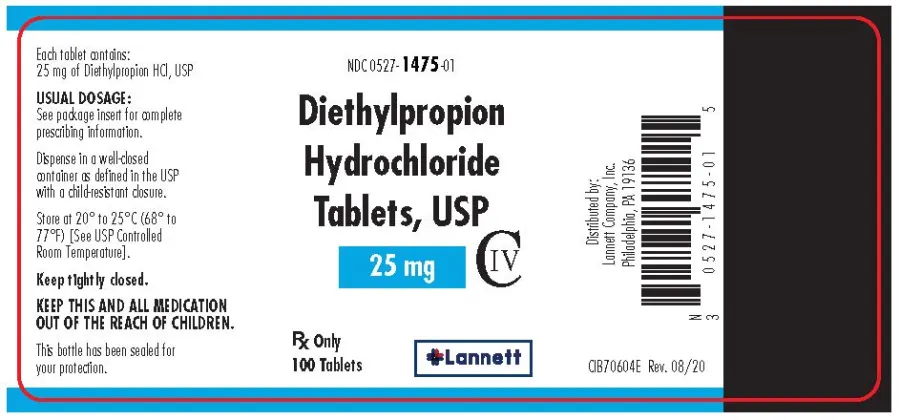 Each tablet contains:
25 mg of Diethylpropion HCl, USP
USUAL DOSAGE:
See package insert for complete
prescribing information.
Dispense in a well-closed
container as defined in the USP
with a child-resistant closure.
Store at 20° to 25°C (68° to
77°F) [See USP Controlled
Room Temperature].
Keep tightly closed.
KEEP THIS AND ALL MEDICATION
OUT OF THE REACH OF CHILDREN.
This bottle has been sealed for
your protection.
NDC 0527-1475-01
Diethylpropion
Hydrochloride
Tablets, USP
25 mg
CIV
Rx Only
100 Tablets
Lannett
Distributed by:
Lannett Company, Inc.
Philadelphia, PA 19136
N
3
0527-1475-01
5
CIB70604E Rev. 08/20